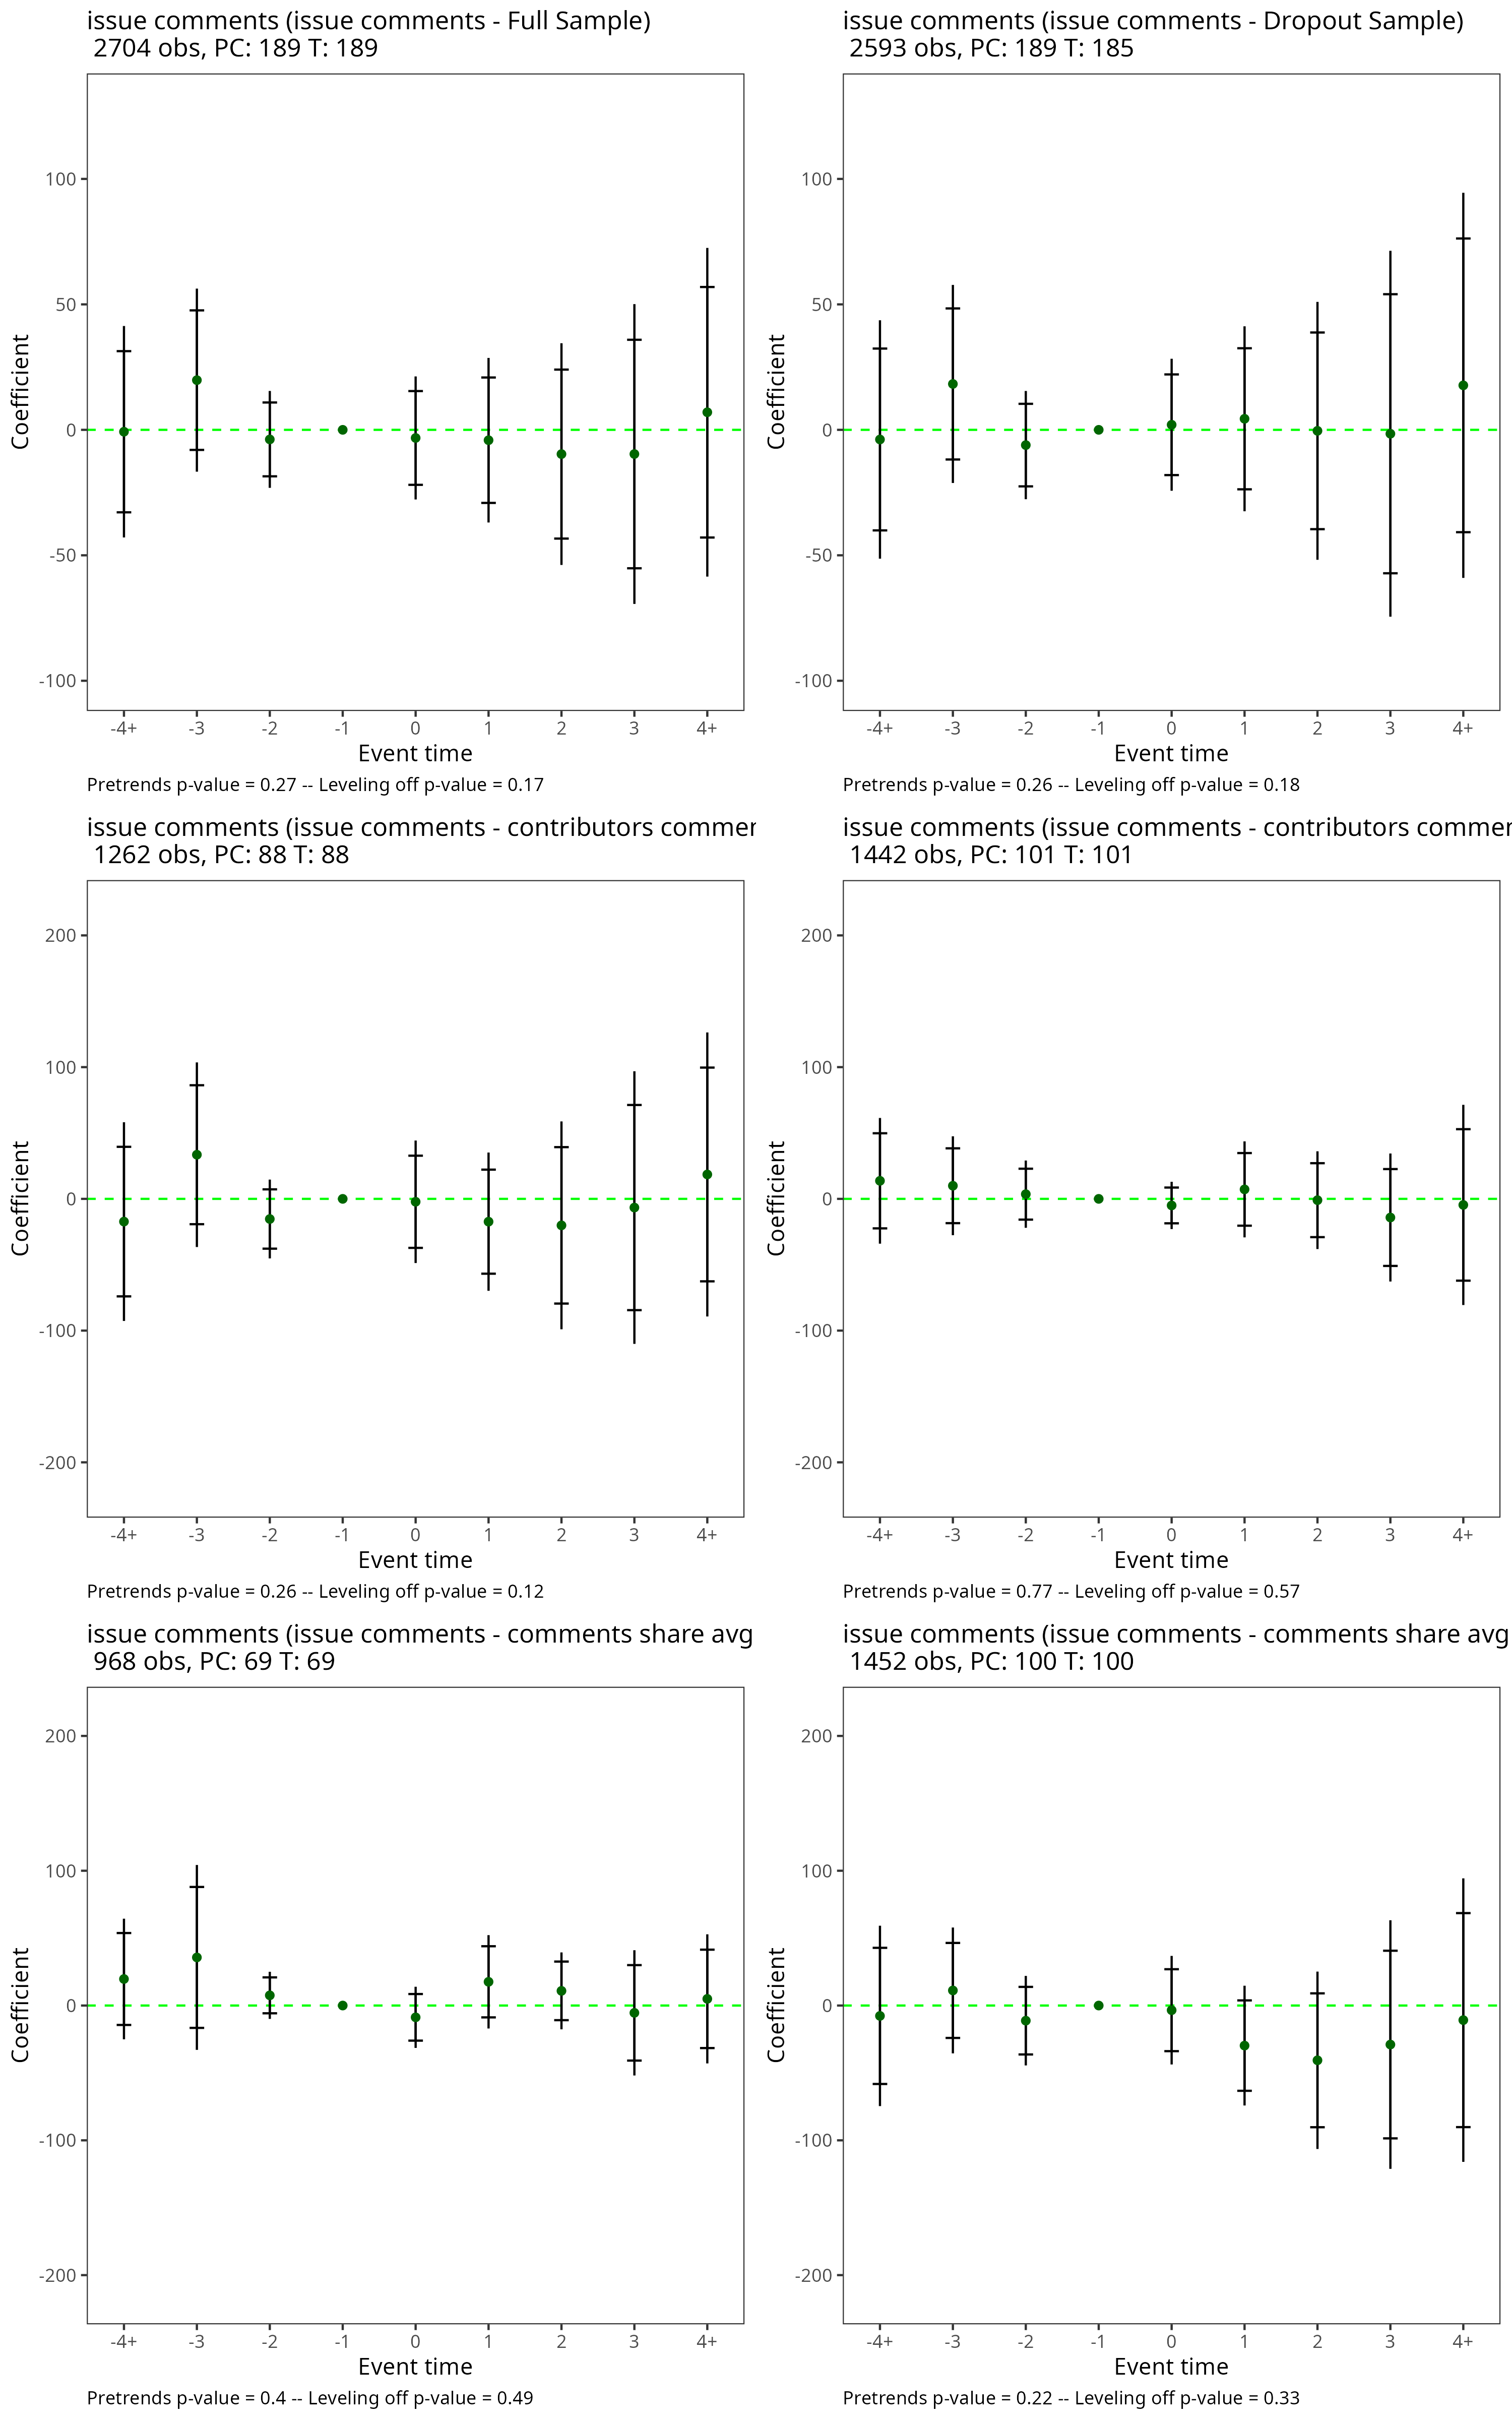 issue comments (issue comments - Full Sample)
2704 obs, PC: 189 T: 189
100
50
0
-50
-100
Coefficient
-4+ -3 -2 -1 0 1 2 3 4+
Event time
Pretrends p-value = 0.27 -- Leveling off p-value = 0.17
issue comments (issue comments - Dropout Sample)
2593 obs, PC: 189 T: 185
100
50
0
-50
-100
Coefficient
-4+ -3 -2 -1 0 1 2 3 4+
Event time
Pretrends p-value = 0.26 -- Leveling off p-value = 0.18
issue comments (issue comments - contributors
1262 obs, PC: 88 T: 88
200
100
0
-100
-200
Coefficient
-4+ -3 -2 -1 0 1 2 3 4+
Event time
Pretrends p-value = 0.26 -- Leveling off p-value = 0.12
issue comments (issue comments - contributors
1442 obs, PC: 101 T: 101
200
100
0
-100
-200
Coefficient
-4+ -3 -2 -1 0 1 2 3 4+
Event time
Pretrends p-value = 0.77 -- Leveling off p-value = 0.57
issue comments (issue comments - comments share avg
968 obs, PC: 69 T: 69
200
100
0
-100
-200
Coefficient
-4+ -3 -2 -1 0 1 2 3 4+
Event time
Pretrends p-value = 0.4 -- Leveling off p-value = 0.49
issue comments (issue comments - comments share avg
1452 obs, PC: 100 T: 100
200
100
0
-100
-200
Coefficient
-4+ -3 -2 -1 0 1 2 3 4+
Event time
Pretrends p-value = 0.22 -- Leveling off p-value = 0.33